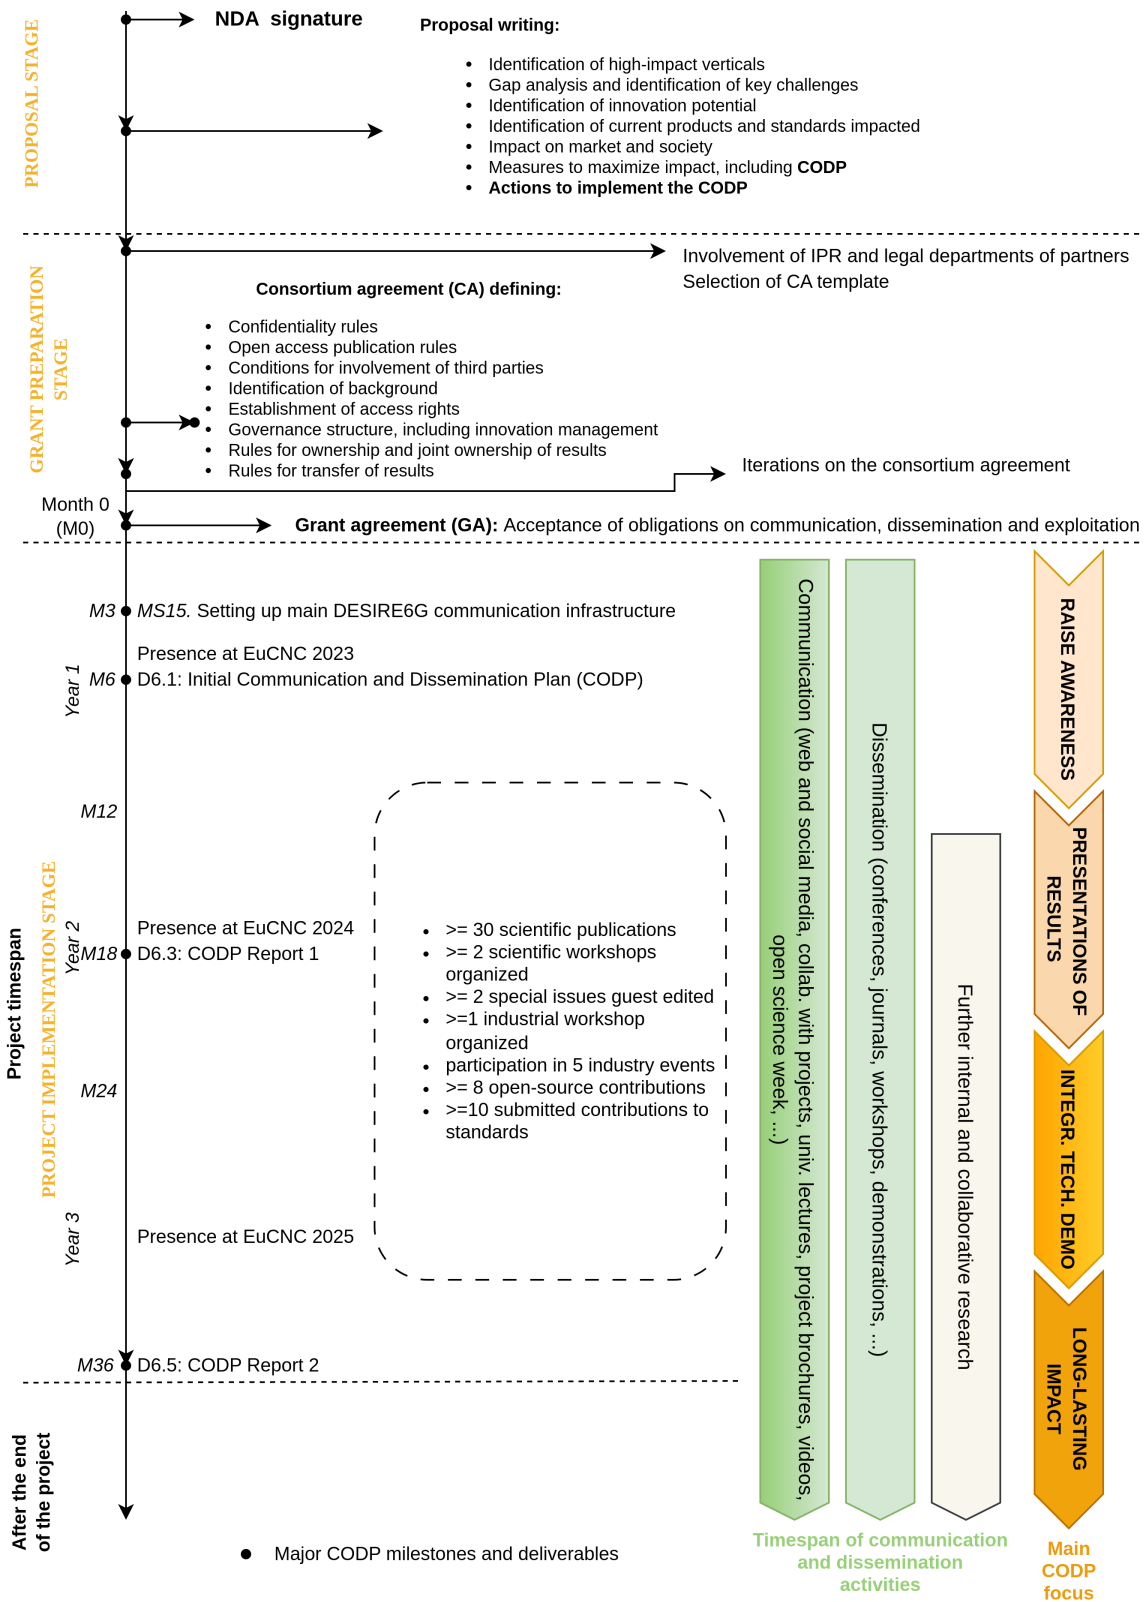 PROPOSAL STAGE
NDA signature
Proposal writing:
• Identification of high-impact verticals
• Gap analysis and identification of key challenges
• Identification of innovation potential
• Identification of current products and standards impacted
• Impact on market and society
• Measures to maximize impact, including CODP
• Actions to implement the CODP
GRANT PREPARATION
STAGE
Involvement of IPR and legal departments of partners
Selection of CA template
Consortium agreement (CA) defining:
• Confidentiality rules
• Open access publication rules
• Conditions for involvement of third parties
• Identification of background
• Establishment of access rights
• Governance structure, including innovation management
• Rules for ownership and joint ownership of results
• Rules for transfer of results
Iterations on the consortium agreement
Month 0
(M0)
Grant agreement (GA): Acceptance of obligations on communication, dissemination and exploitation
Project timespan
PROJECT IMPLEMENTATION STAGE
M3
MS15. Setting up main DESIRE6G communication infrastructure
Year 1
Presence at EuCNC 2023
M6
D6.1: Initial Communication and Dissemination Plan (CODP)
M12
Year 2
Presence at EuCNC 2024
M18
D6.3: CODP Report 1
M24
Year 3
Presence at EuCNC 2025
M36
D6.5: CODP Report 2
• >= 30 scientific publications
• >= 2 scientific workshops
organized
• >= 2 special issues guest edited
• >=1 industrial workshop
organized
• participation in 5 industry events
• >= 8 open-source contributions
• >=10 submitted contributions to
standards
Communication (web and social media, collab. with projects, univ. lectures, project brochures, videos,
open science week, ...)
Dissemination (conferences, journals, workshops, demonstrations, ...)
Further internal and collaborative research
RAISE AWARENESS
PRESENTATIONS OF
RESULTS
INTEGR. TECH. DEMO
LONG-LASTING
IMPACT
After the end
of the project
Major CODP milestones and deliverables
Timespan of communication
and dissemination
activities
Main
CODP
focus